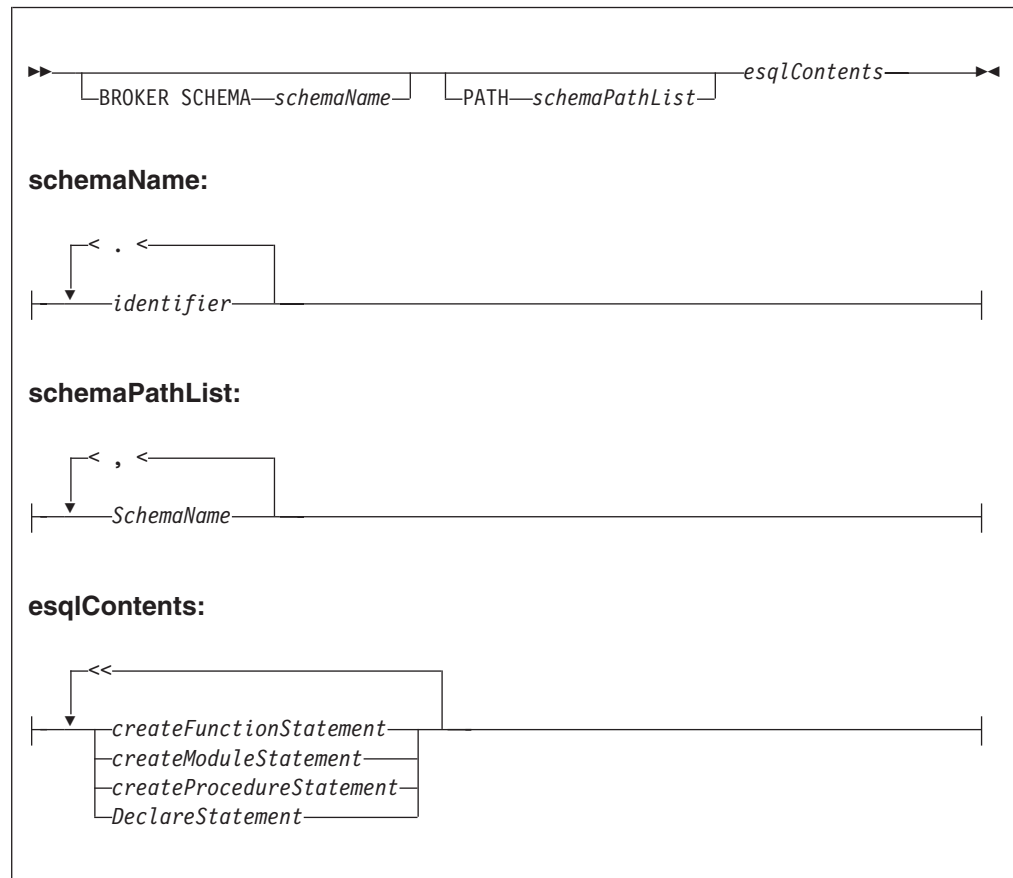 esqlContents
BROKER SCHEMA schemaName PATH schemaPathList
schemaName:
< . <
identifier
schemaPathList:
< , <
SchemaName
esqlContents:
<<
createFunctionStatement
createModuleStatement
createProcedureStatement
DeclareStatement